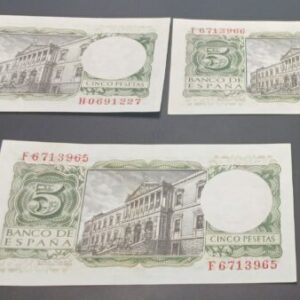 CINCO PESETAS
H0691227
F6713966
5
BANCO DE
ESPAÑA
F6713965
5
BANCO DE
ESPAÑA
CINCO PESETAS
F6713965